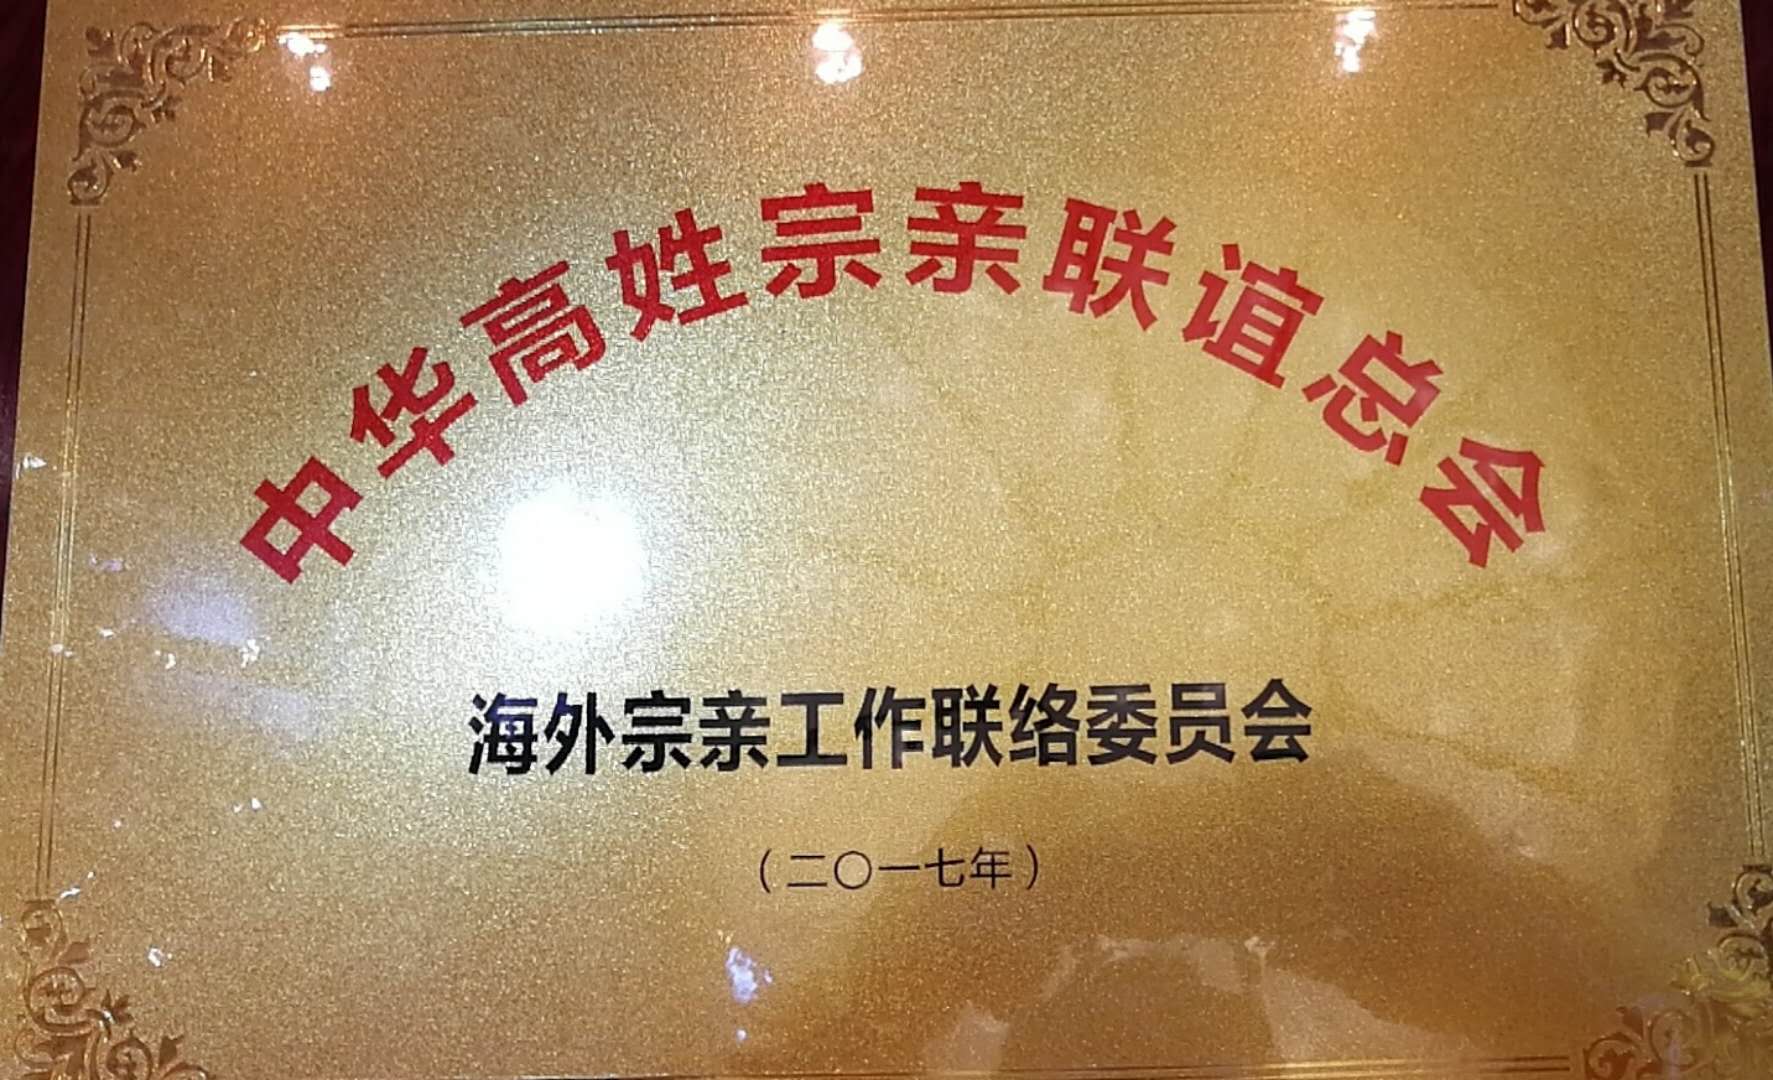 中华高姓宗亲联谊总会
海外宗亲工作联络委员会
（二〇一七年）